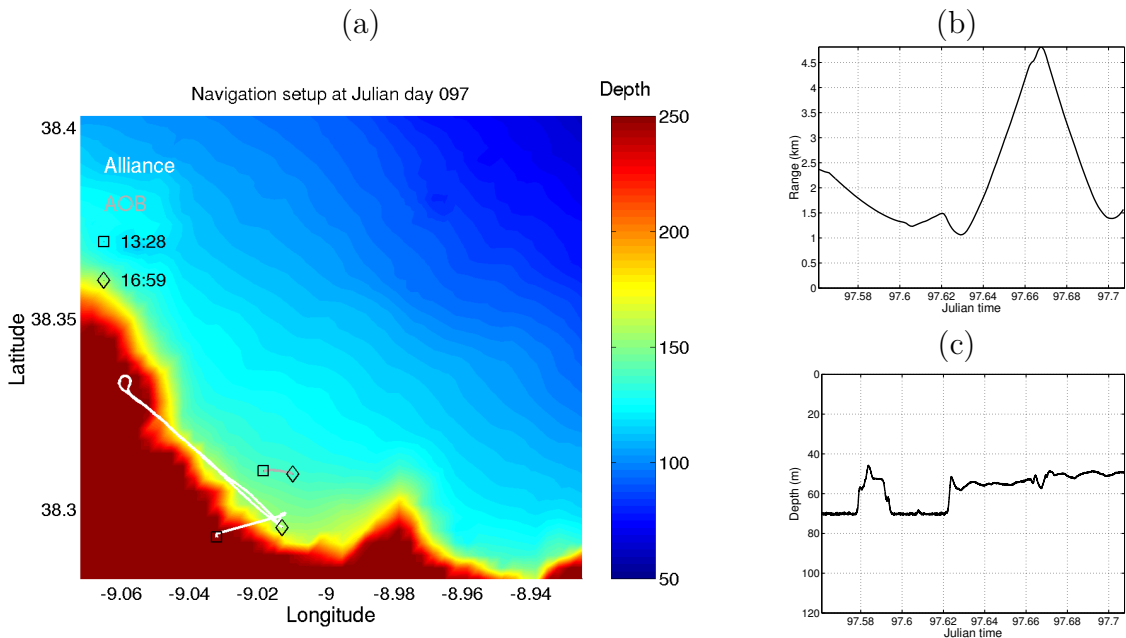 (a)
Navigation setup at Julian day 097
Depth
Alliance
AOB
13:28
16:59
38.4
38.35
38.3
Latitude
-9.06 -9.04 -9.02 -9 -8.98 -8.96 -8.94
Longitude
250
200
150
100
50
(b)
4.5
4
3.5
3
2.5
2
1.5
1
0.5
0
Range (km)
97.58 97.6 97.62 97.64 97.66 97.68 97.7
Julian time
(c)
0
20
40
60
80
100
120
Depth (m)
97.58 97.6 97.62 97.64 97.66 97.68 97.7
Julian time